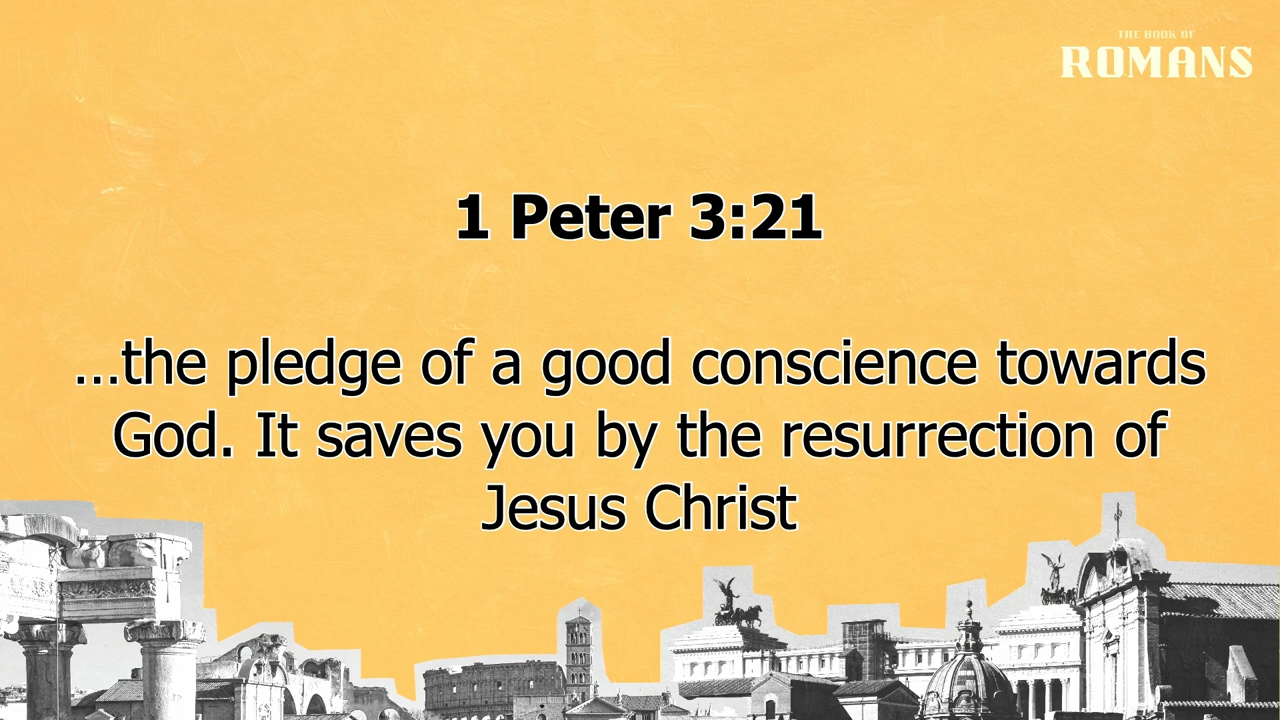 THE BOOK OF
ROMANS
1 Peter 3:21
...the pledge of a good conscience towards
God. It saves you by the resurrection of
Jesus Christ